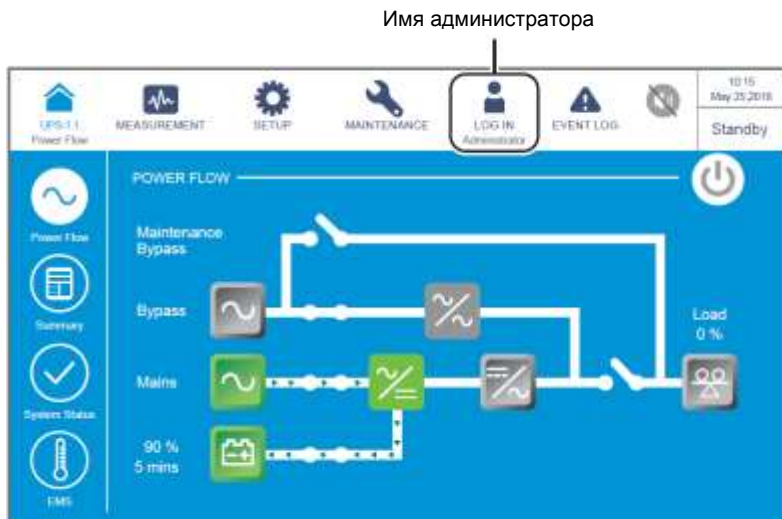 Имя администратора
10:15
May 25,2018
UPS-1.1
Power Flow
MEASUREMENT
SETUP
MAINTENANCE
LOG IN
Administrator
EVENT LOG
Standby
POWER FLOW
Power Flow
Maintenance
Bypass
Summary
Bypass
Load
0 %
Mains
System Status
90 %
5 mins
EMS